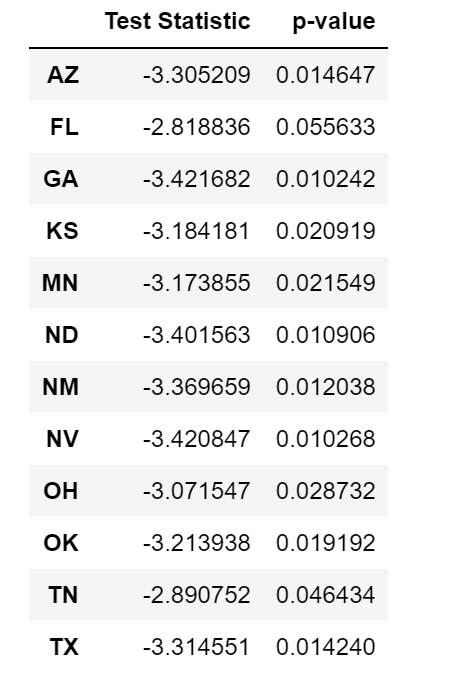 Test Statistic p-value
AZ -3.305209 0.014647
FL -2.818836 0.055633
GA -3.421682 0.010242
KS -3.184181 0.020919
MN -3.173855 0.021549
ND -3.401563 0.010906
NM -3.369659 0.012038
NV -3.420847 0.010268
OH -3.071547 0.028732
OK -3.213938 0.019192
TN -2.890752 0.046434
TX -3.314551 0.014240